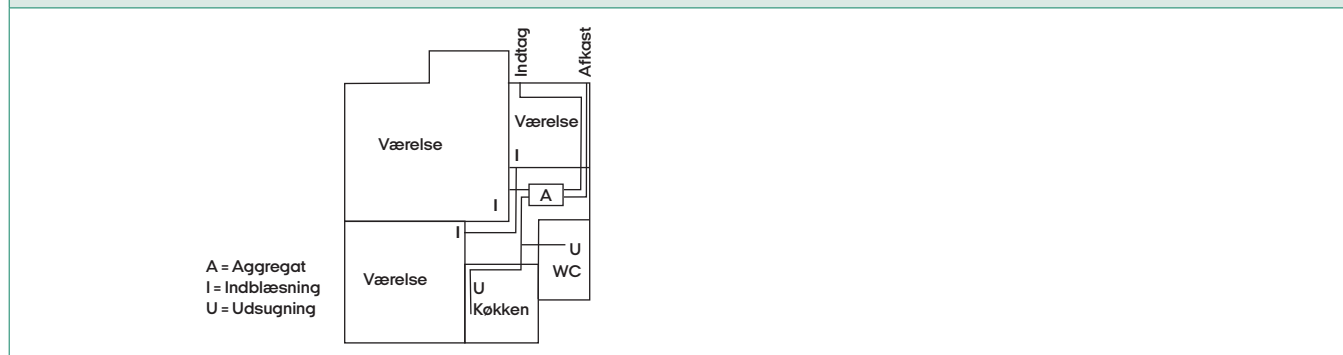 Indtag
Afkast
Værelse
Værelse
I
A
I
I
U
WC
Værelse
U
Køkken
A = Aggregat
I = Indblæsning
U = Udsugning